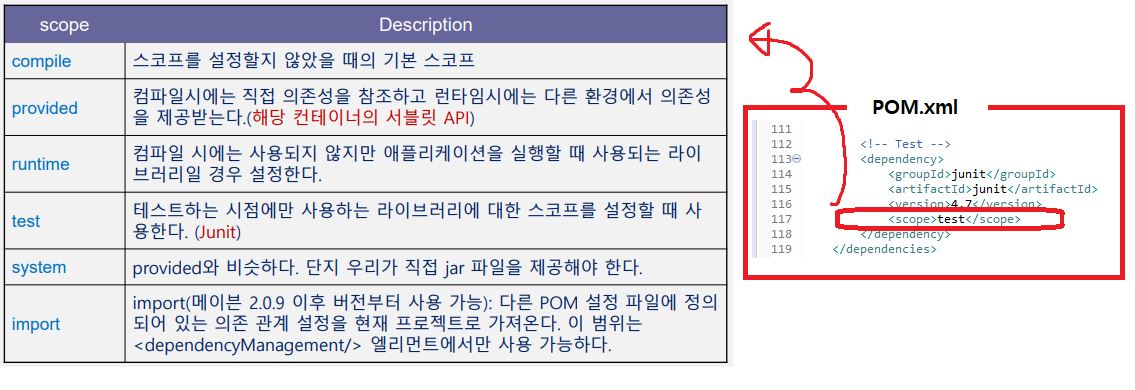 scope Description
compile 스코프를 설정할지 않았을 때의 기본 스코프
provided 컴파일시에는 직접 의존성을 참조하고 런타임시에는 다른 환경에서 의존성
을 제공받는다.(해당 컨테이너의 서블릿 API)
runtime 컴파일 시에는 사용되지 않지만 애플리케이션을 실행할 때 사용되는 라이
브러리일 경우 설정한다.
test 테스트하는 시점에만 사용하는 라이브러리에 대한 스코프를 설정할 때 사
용한다. (Junit)
system provided와 비슷하다. 단지 우리가 직접 jar 파일을 제공해야 한다.
import import(메이븐 2.0.9 이후 버전부터 사용 가능): 다른 POM 설정 파일에 정의
되어 있는 의존 관계 설정을 현재 프로젝트로 가져온다. 이 범위는
<dependencyManagement/> 엘리먼트에서만 사용 가능하다.
POM.xml
111
112 <!-- Test -->
113 <dependency>
114 <groupId>junit</groupId>
115 <artifactId>junit</artifactId>
116 <version>4.7</version>
117 <scope>test</scope>
118 </dependency>
119 </dependencies>